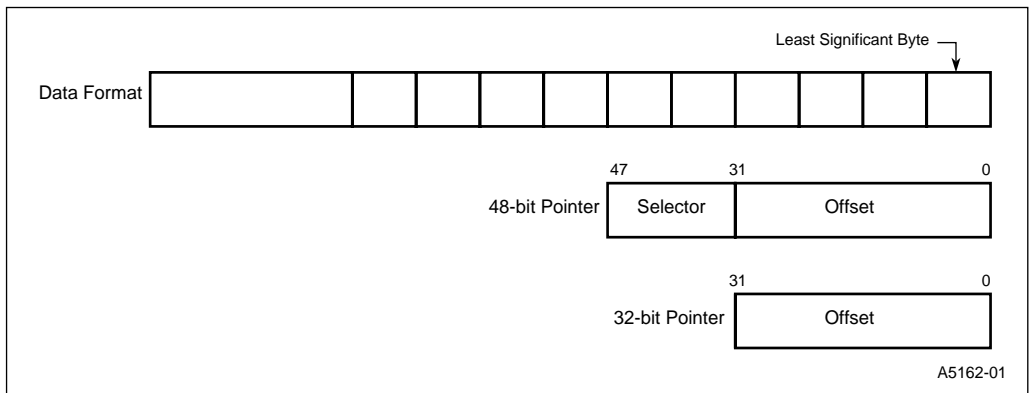 Least Significant Byte
Data Format
47 31 0
48-bit Pointer Selector Offset
31 0
32-bit Pointer Offset
A5162-01